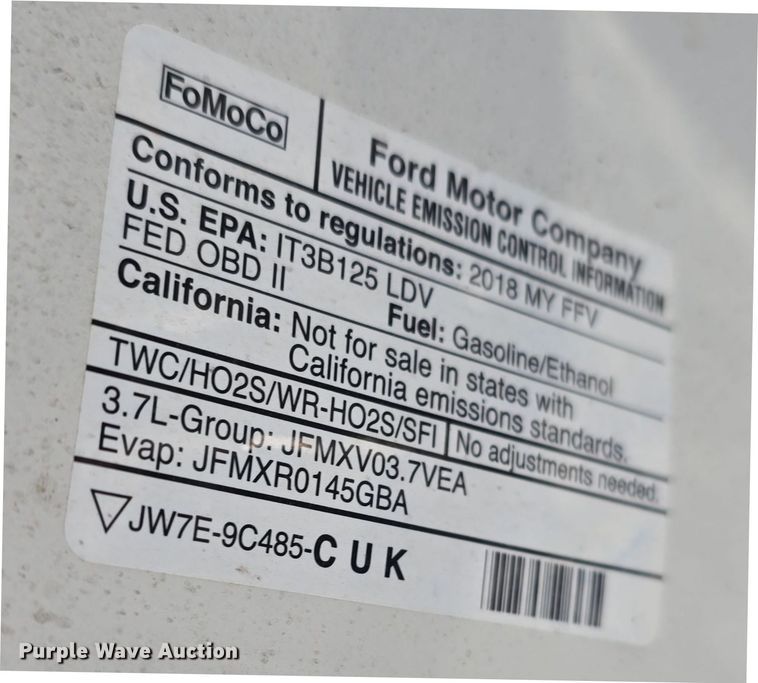 FoMoCo
Ford Motor Company
VEHICLE EMISSION CONTROL INFORMATION
Conforms to regulations: 2018 MY FFV
U.S. EPA: IT3B125 LDV
FED OBD II
Fuel: Gasoline/Ethanol
California: Not for sale in states with
California emissions standards.
TWC/HO2S/WR-HO2S/SFI
No adjustments needed.
3.7L-Group: JFMXV03.7VEA
Evap: JFMXR0145GBA
JW7E-9C485-CUK
Purple Wave Auction